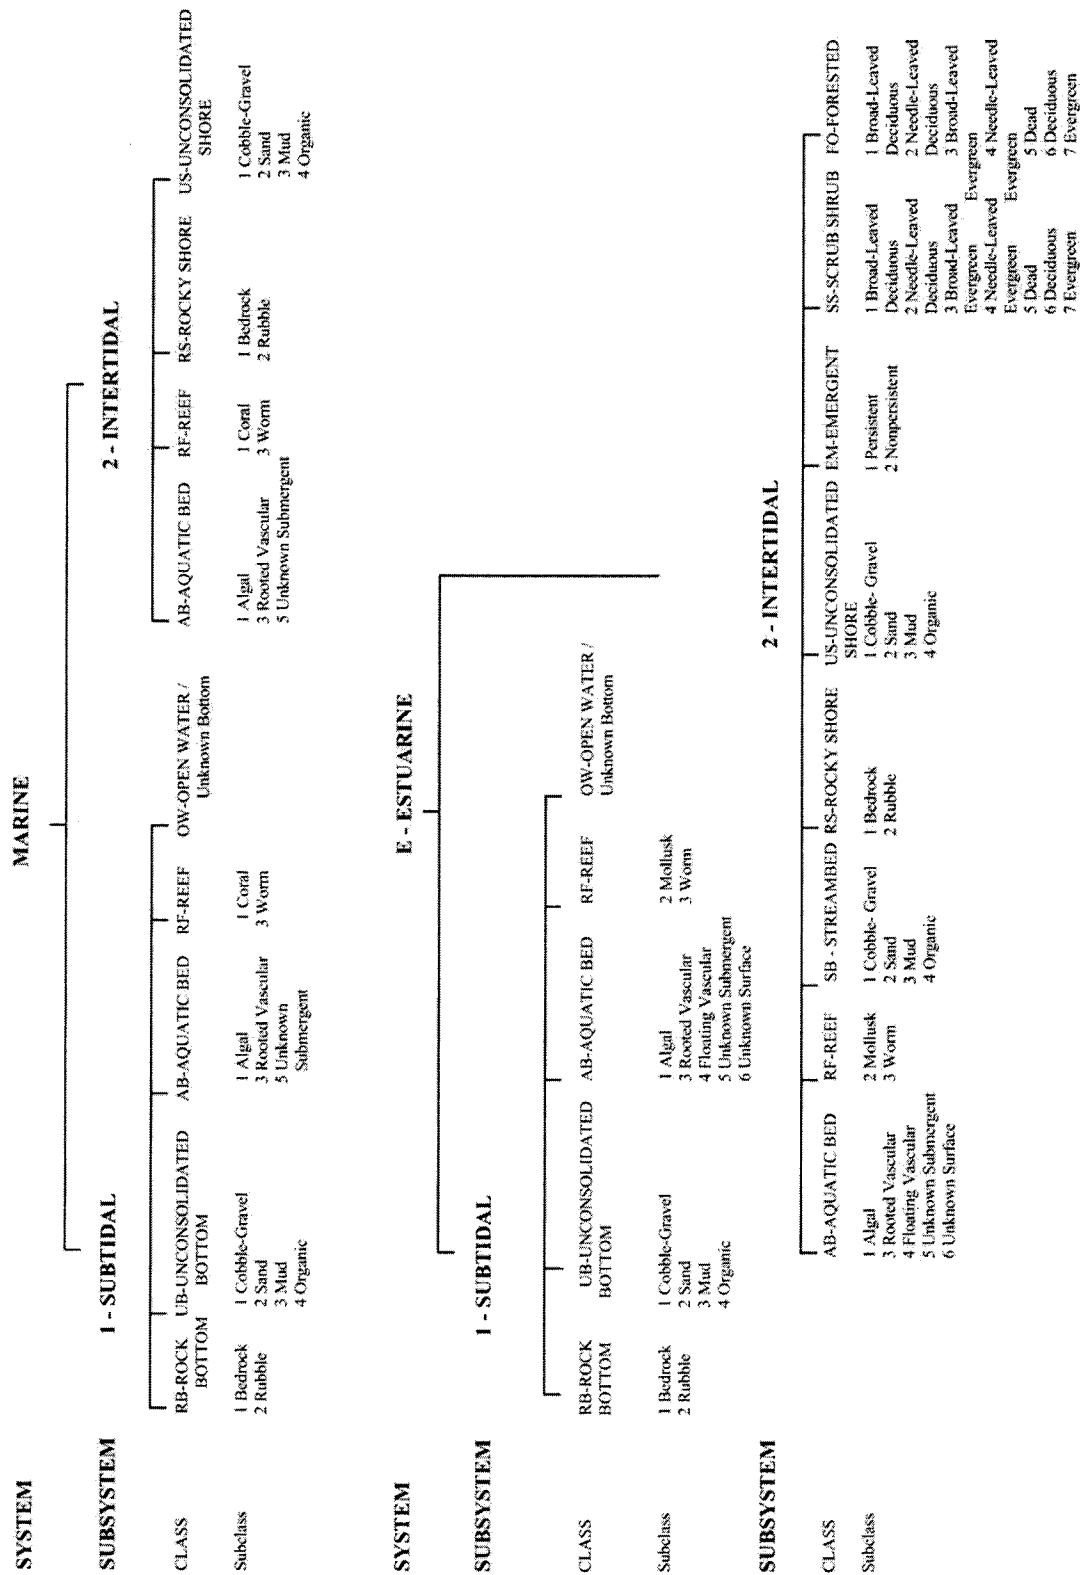 SYSTEM
MARINE
SUBSYSTEM
1 - SUBTIDAL
2 - INTERTIDAL
CLASS
RB-ROCK
BOTTOM
UB-UNCONSOLIDATED
BOTTOM
AB-AQUATIC BED
RF-REEF
OW-OPEN WATER /
Unknown Bottom
AB-AQUATIC BED
RF-REEF
RS-ROCKY SHORE
US-UNCONSOLIDATED
SHORE
Subclass
1 Bedrock
2 Rubble
1 Cobble-Gravel
2 Sand
3 Mud
4 Organic
1 Algal
3 Rooted Vascular
5 Unknown
Submergent
1 Coral
3 Worm
1 Algal
3 Rooted Vascular
5 Unknown Submergent
1 Coral
3 Worm
1 Bedrock
2 Rubble
1 Cobble-Gravel
2 Sand
3 Mud
4 Organic
SYSTEM
E - ESTUARINE
SUBSYSTEM
1 - SUBTIDAL
CLASS
RB-ROCK
BOTTOM
UB-UNCONSOLIDATED
BOTTOM
AB-AQUATIC BED
RF-REEF
OW-OPEN WATER /
Unknown Bottom
Subclass
1 Bedrock
2 Rubble
1 Cobble-Gravel
2 Sand
3 Mud
4 Organic
1 Algal
3 Rooted Vascular
4 Floating Vascular
5 Unknown Submergent
6 Unknown Surface
2 Mollusk
3 Worm
SUBSYSTEM
2 - INTERTIDAL
CLASS
AB-AQUATIC BED
RF-REEF
SB - STREAMBED
RS-ROCKY SHORE
US-UNCONSOLIDATED
SHORE
EM-EMERGENT
SS-SCRUB SHRUB
FO-FORESTED
Subclass
1 Algal
3 Rooted Vascular
4 Floating Vascular
5 Unknown Submergent
6 Unknown Surface
2 Mollusk
3 Worm
1 Cobble- Gravel
2 Sand
3 Mud
4 Organic
1 Bedrock
2 Rubble
1 Cobble- Gravel
2 Sand
3 Mud
4 Organic
1 Persistent
2 Nonpersistent
1 Broad-Leaved
Deciduous
2 Needle-Leaved
Deciduous
3 Broad-Leaved
Evergreen
4 Needle-Leaved
Evergreen
5 Dead
6 Deciduous
7 Evergreen
1 Broad-Leaved
Deciduous
2 Needle-Leaved
Deciduous
3 Broad-Leaved
Evergreen
4 Needle-Leaved
Evergreen
5 Dead
6 Deciduous
7 Evergreen